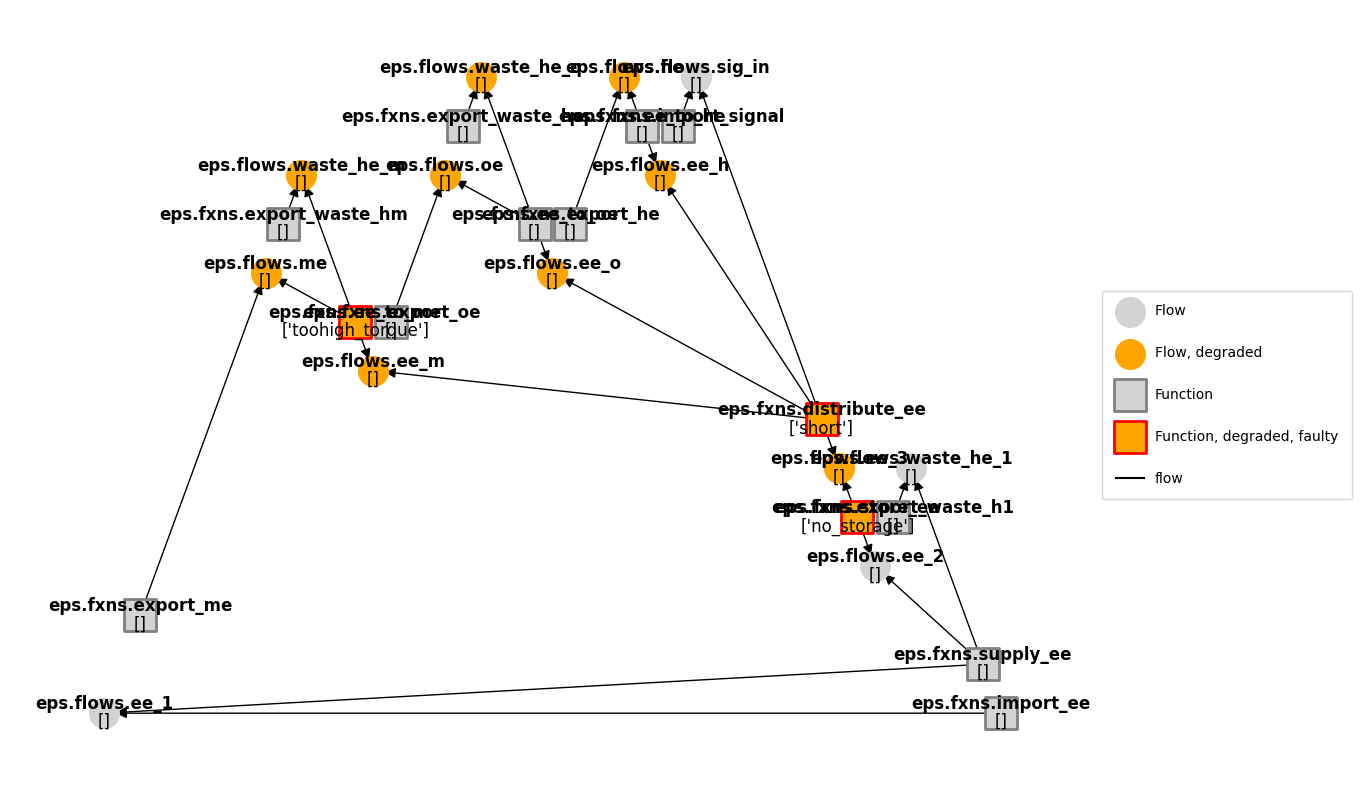 eps.flows.waste_he_o
[]
eps.flows.he
[]
eps.flows.sig_in
[]
eps.fxns.export_waste_ho
[]
eps.fxns.ee_to_he
[]
eps.fxns.import_signal
[]
eps.flows.waste_he_m
[]
eps.flows.oe
[]
eps.flows.ee_h
[]
eps.fxns.export_waste_hm
[]
eps.fxns.ee_to_oe
[]
eps.fxns.export_he
[]
eps.flows.me
[]
eps.flows.ee_o
[]
eps.fxns.ee_to_me
['toohigh_torque']
eps.fxns.export_oe
[]
eps.flows.ee_m
[]
eps.fxns.distribute_ee
['short']
eps.flows.ee_3
[]
eps.flows.waste_he_1
[]
eps.fxns.store_ee
['no_storage']
eps.fxns.export_waste_h1
[]
eps.flows.ee_2
[]
eps.fxns.export_me
[]
eps.fxns.supply_ee
[]
eps.flows.ee_1
[]
eps.fxns.import_ee
[]
Flow
Flow, degraded
Function
Function, degraded, faulty
flow